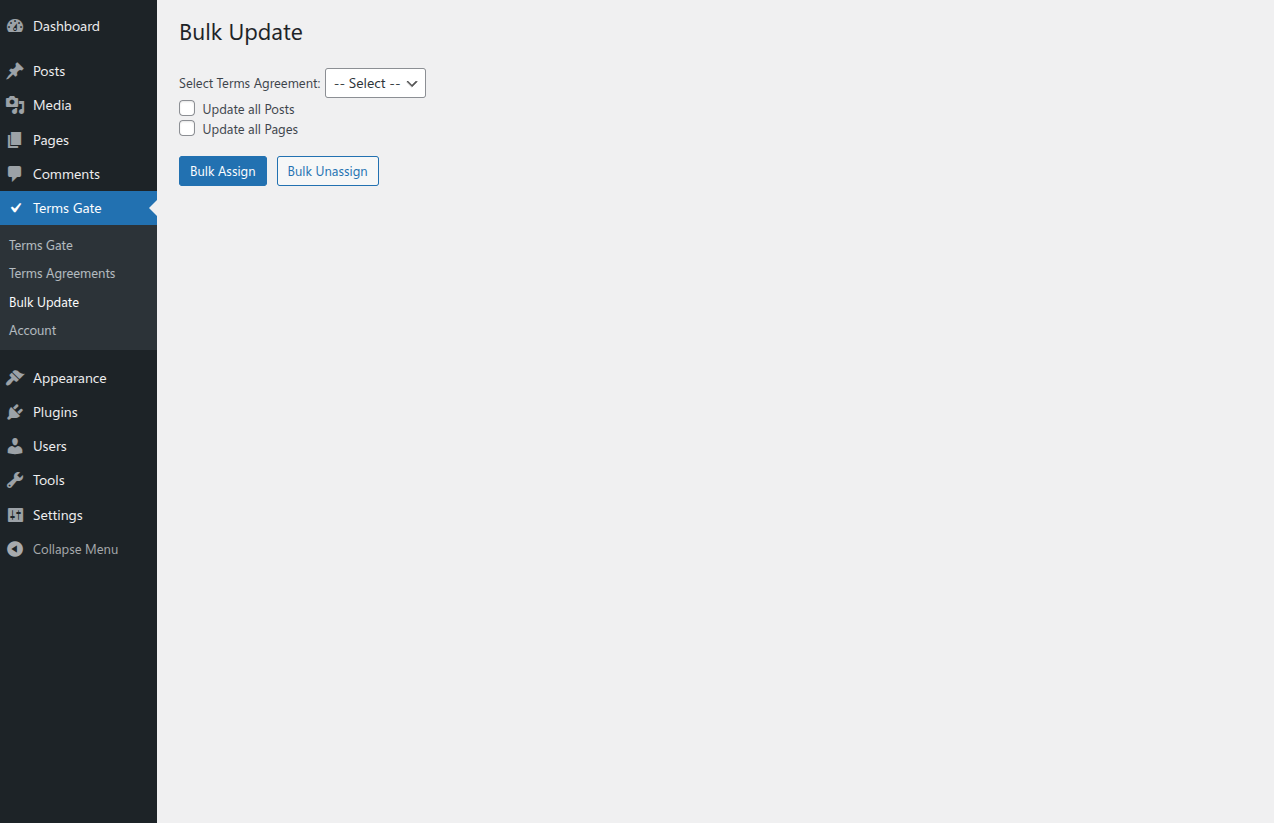 Dashboard
Posts
Media
Pages
Comments
Terms Gate
Terms Gate
Terms Agreements
Bulk Update
Account
Appearance
Plugins
Users
Tools
Settings
Collapse Menu
Bulk Update
Select Terms Agreement: -- Select --
Update all Posts
Update all Pages
Bulk Assign Bulk Unassign